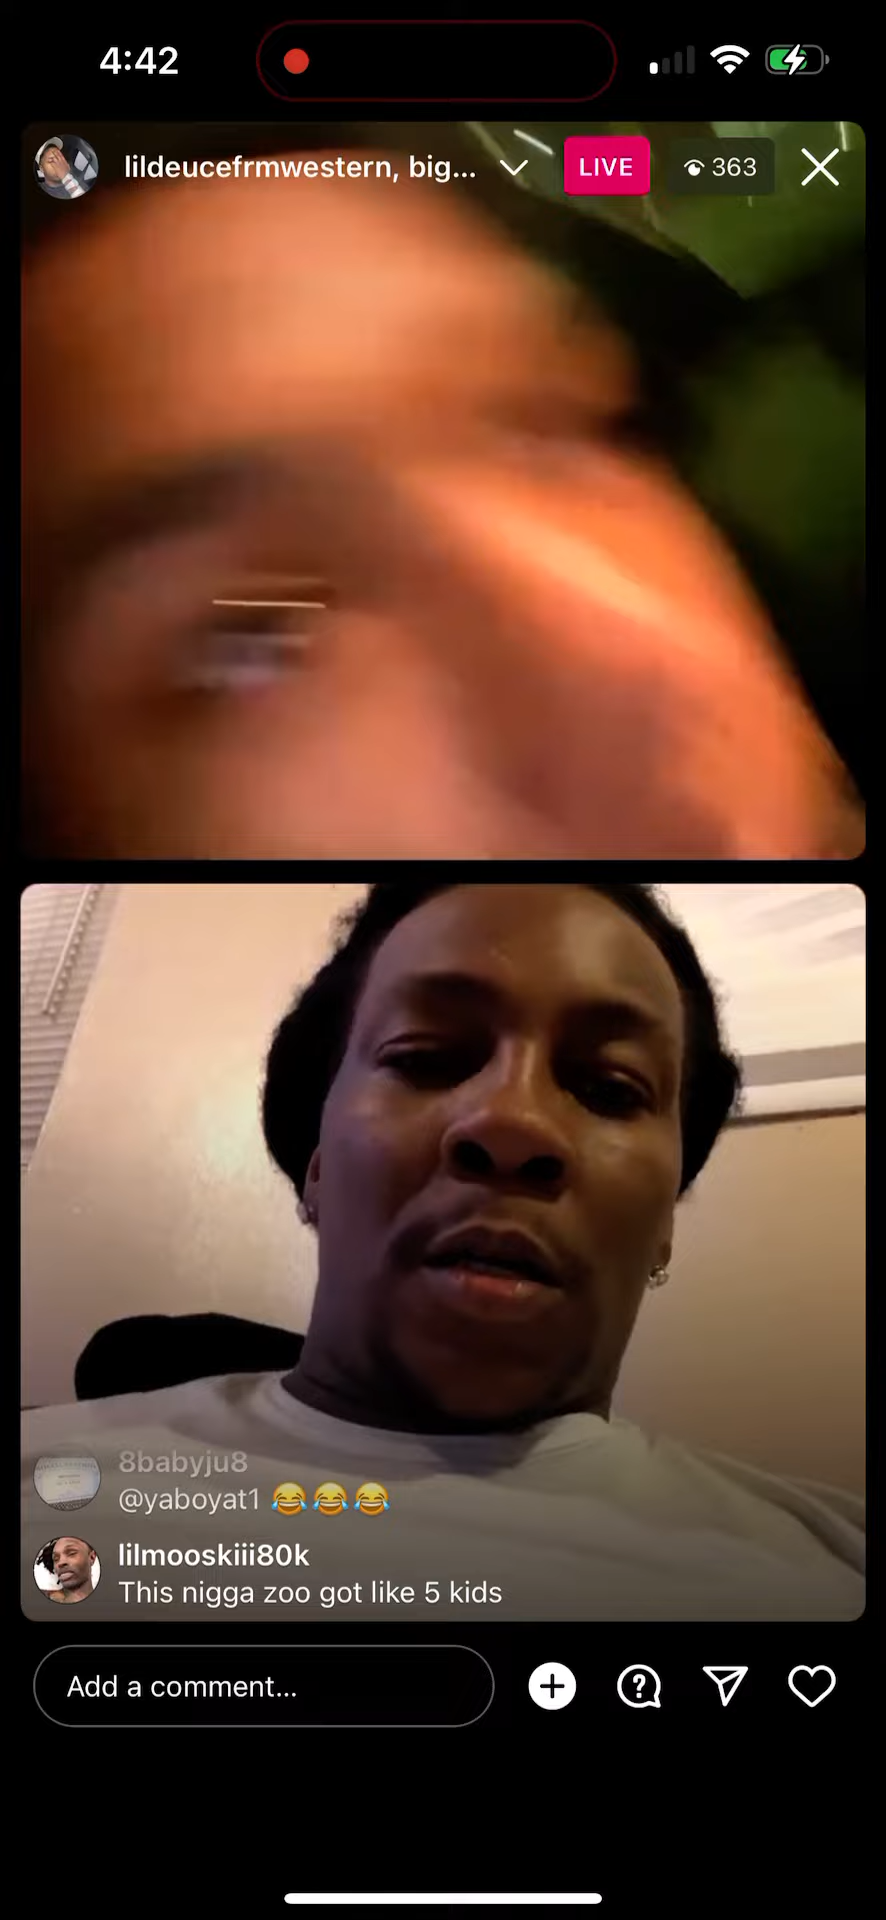 4:42
lildeucefrmwestern, big...
LIVE
363
8babyju8
@yaboyat1 😂😂😂
lilmooskiii80k
This nigga zoo got like 5 kids
Add a comment...